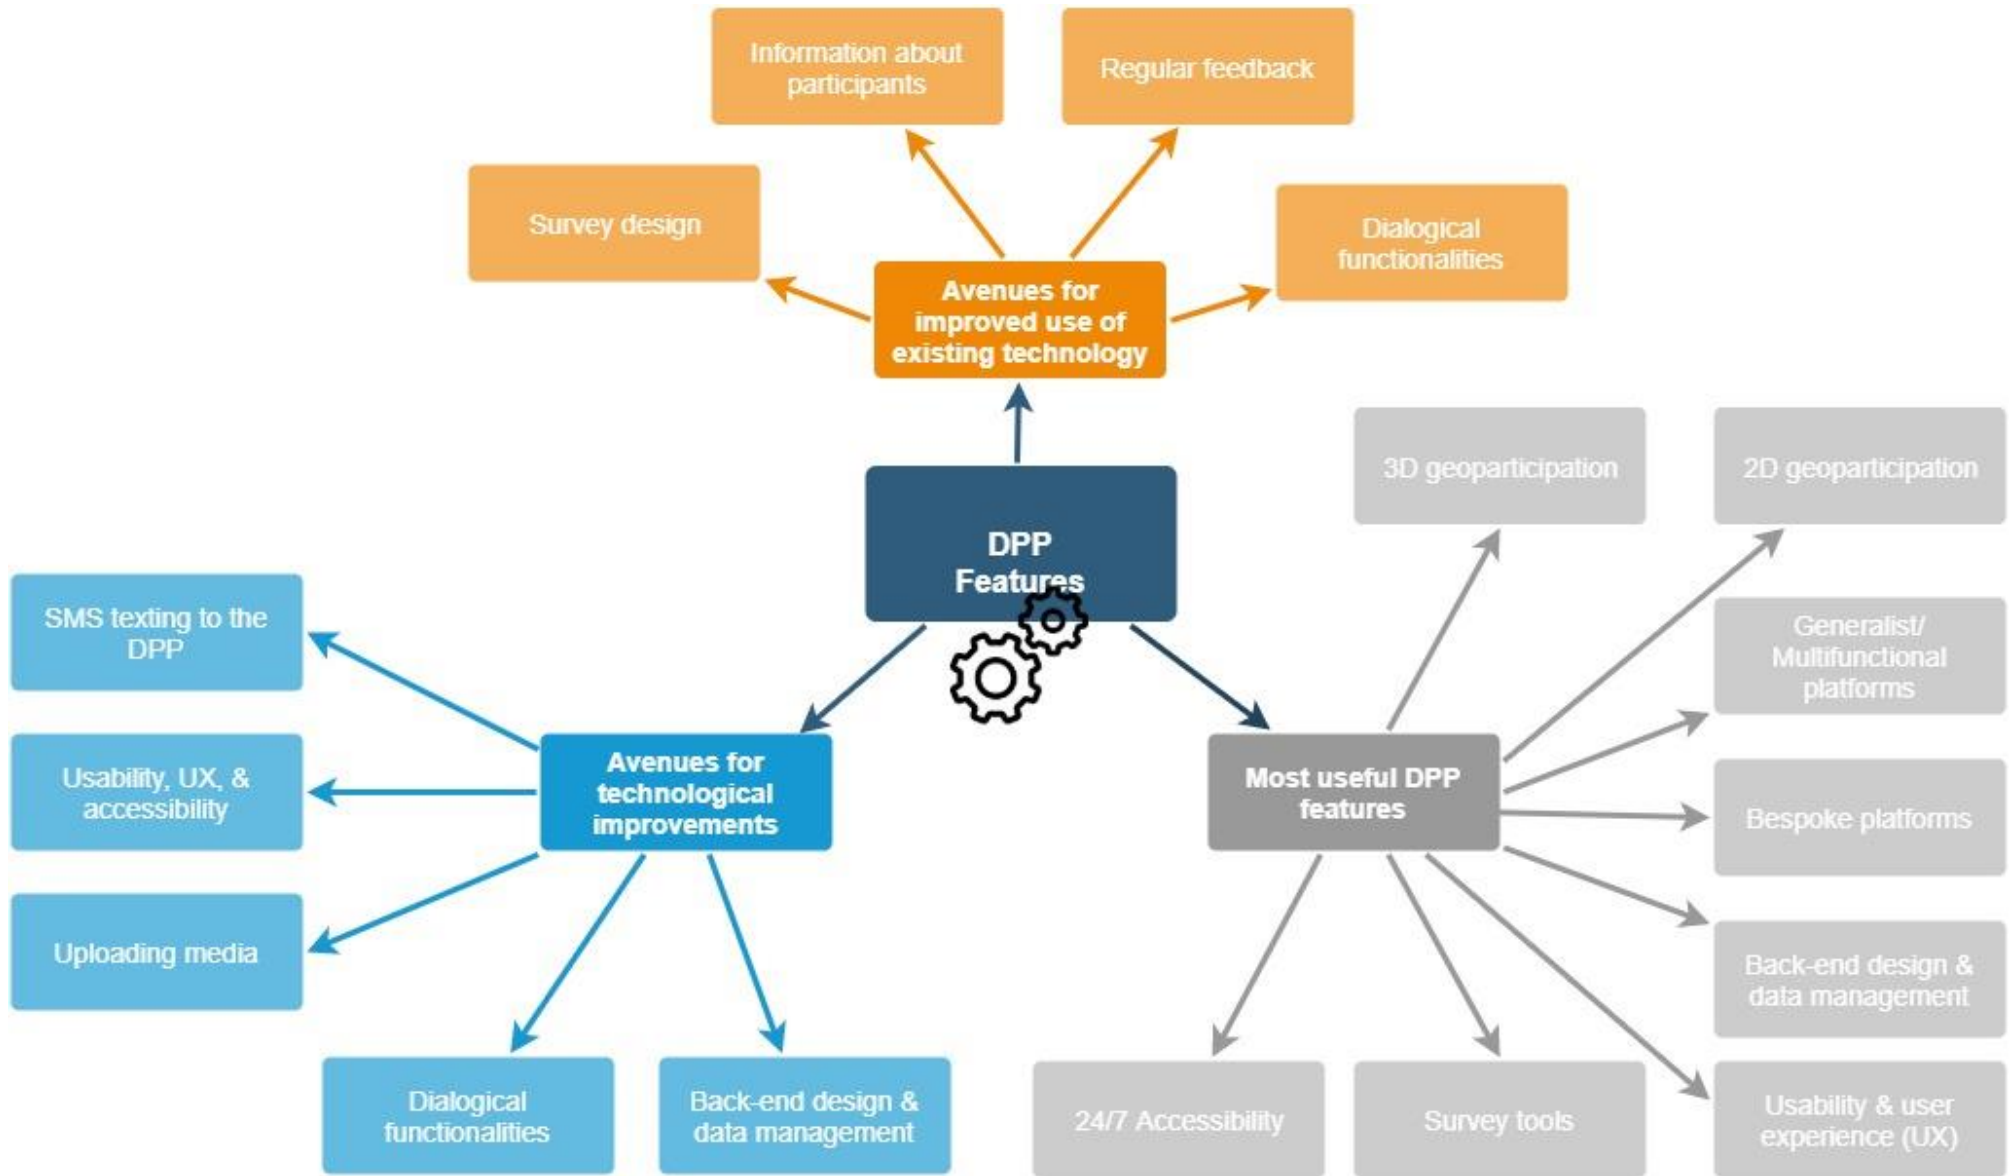 Information about
participants
Regular feedback
Survey design
Dialogical
functionalities
Avenues for
improved use of
existing technology
3D geoparticipation
2D geoparticipation
DPP
Features
SMS texting to the
DPP
Generalist/
Multifunctional
platforms
Usability, UX, &
accessibility
Avenues for
technological
improvements
Most useful DPP
features
Bespoke platforms
Uploading media
Back-end design &
data management
Dialogical
functionalities
Back-end design &
data management
24/7 Accessibility
Survey tools
Usability & user
experience (UX)